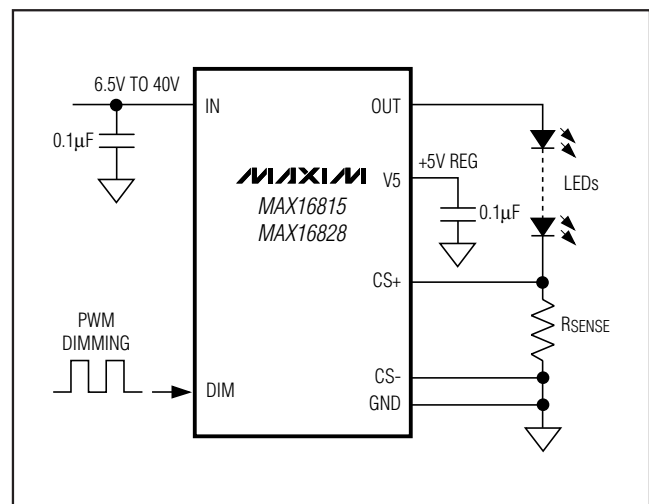 6.5V TO 40V
IN
OUT
0.1μF
+5V REG
MAXIM
V5
LEDs
MAX16815
MAX16828
0.1μF
CS+
RSENSE
PWM
DIMMING
DIM
CS-
GND